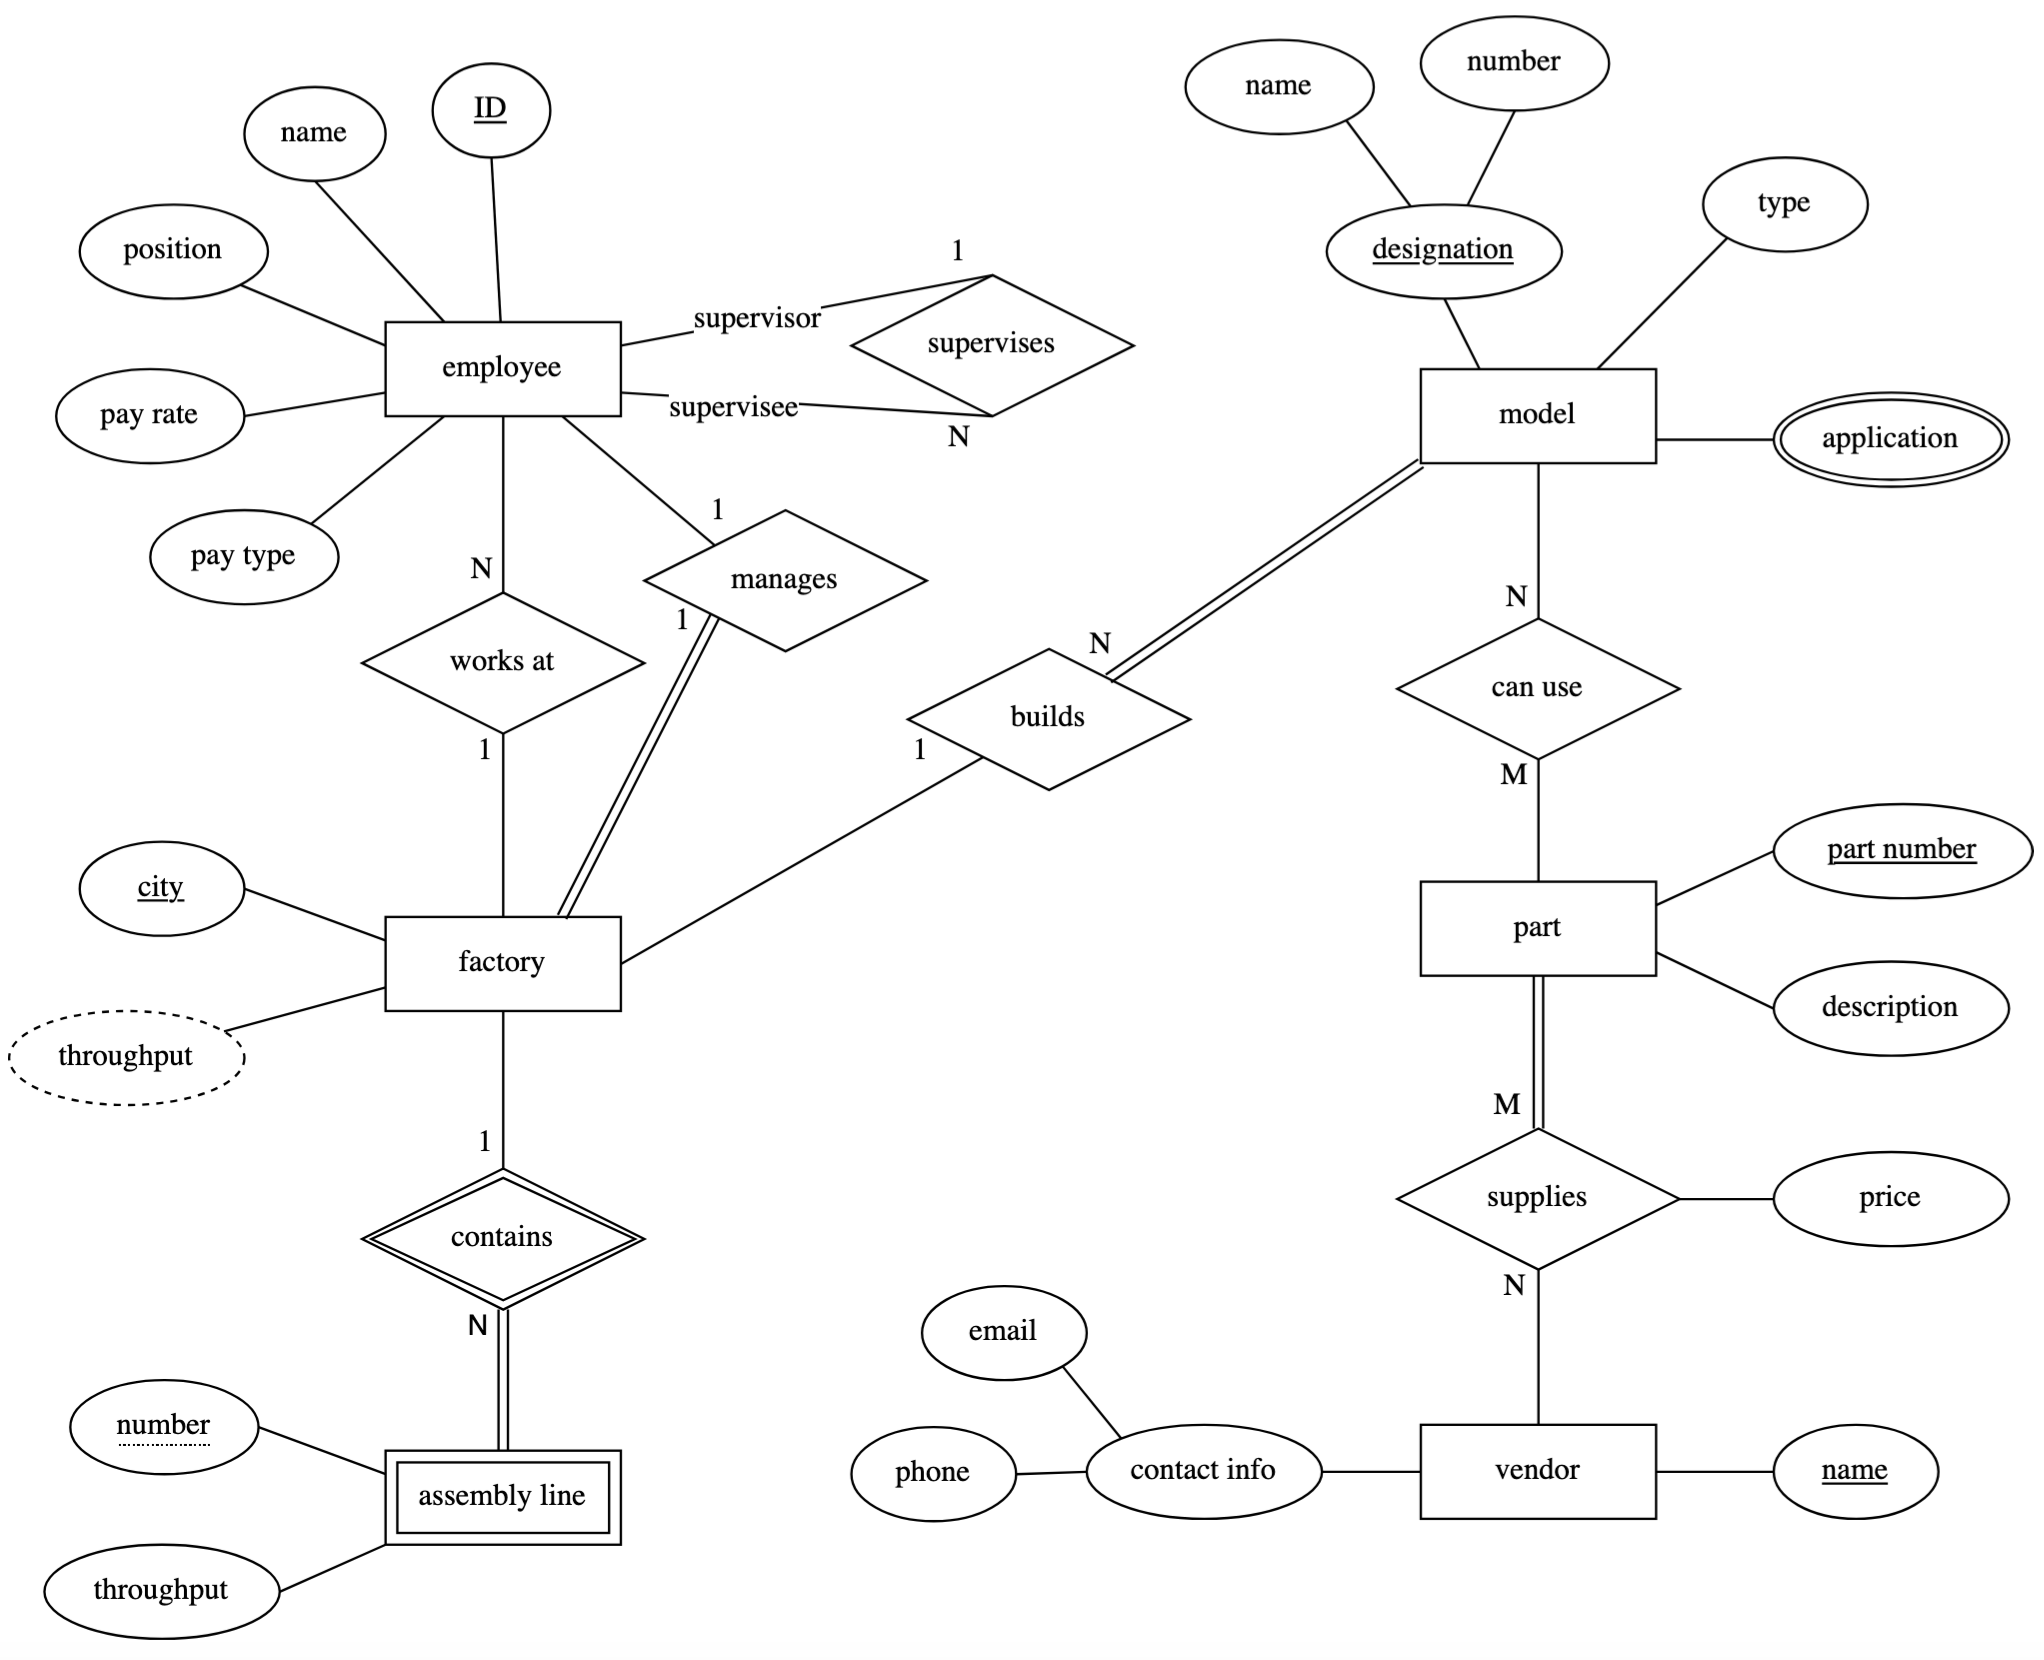 number
name
ID
name
type
position
designation
1
supervisor
supervises
employee
supervisee
pay rate
model
application
N
1
pay type
N
manages
N
1
N
works at
can use
builds
1
1
M
part number
city
part
factory
description
throughput
M
1
supplies
price
contains
N
N
email
number
phone
contact info
vendor
name
assembly line
throughput